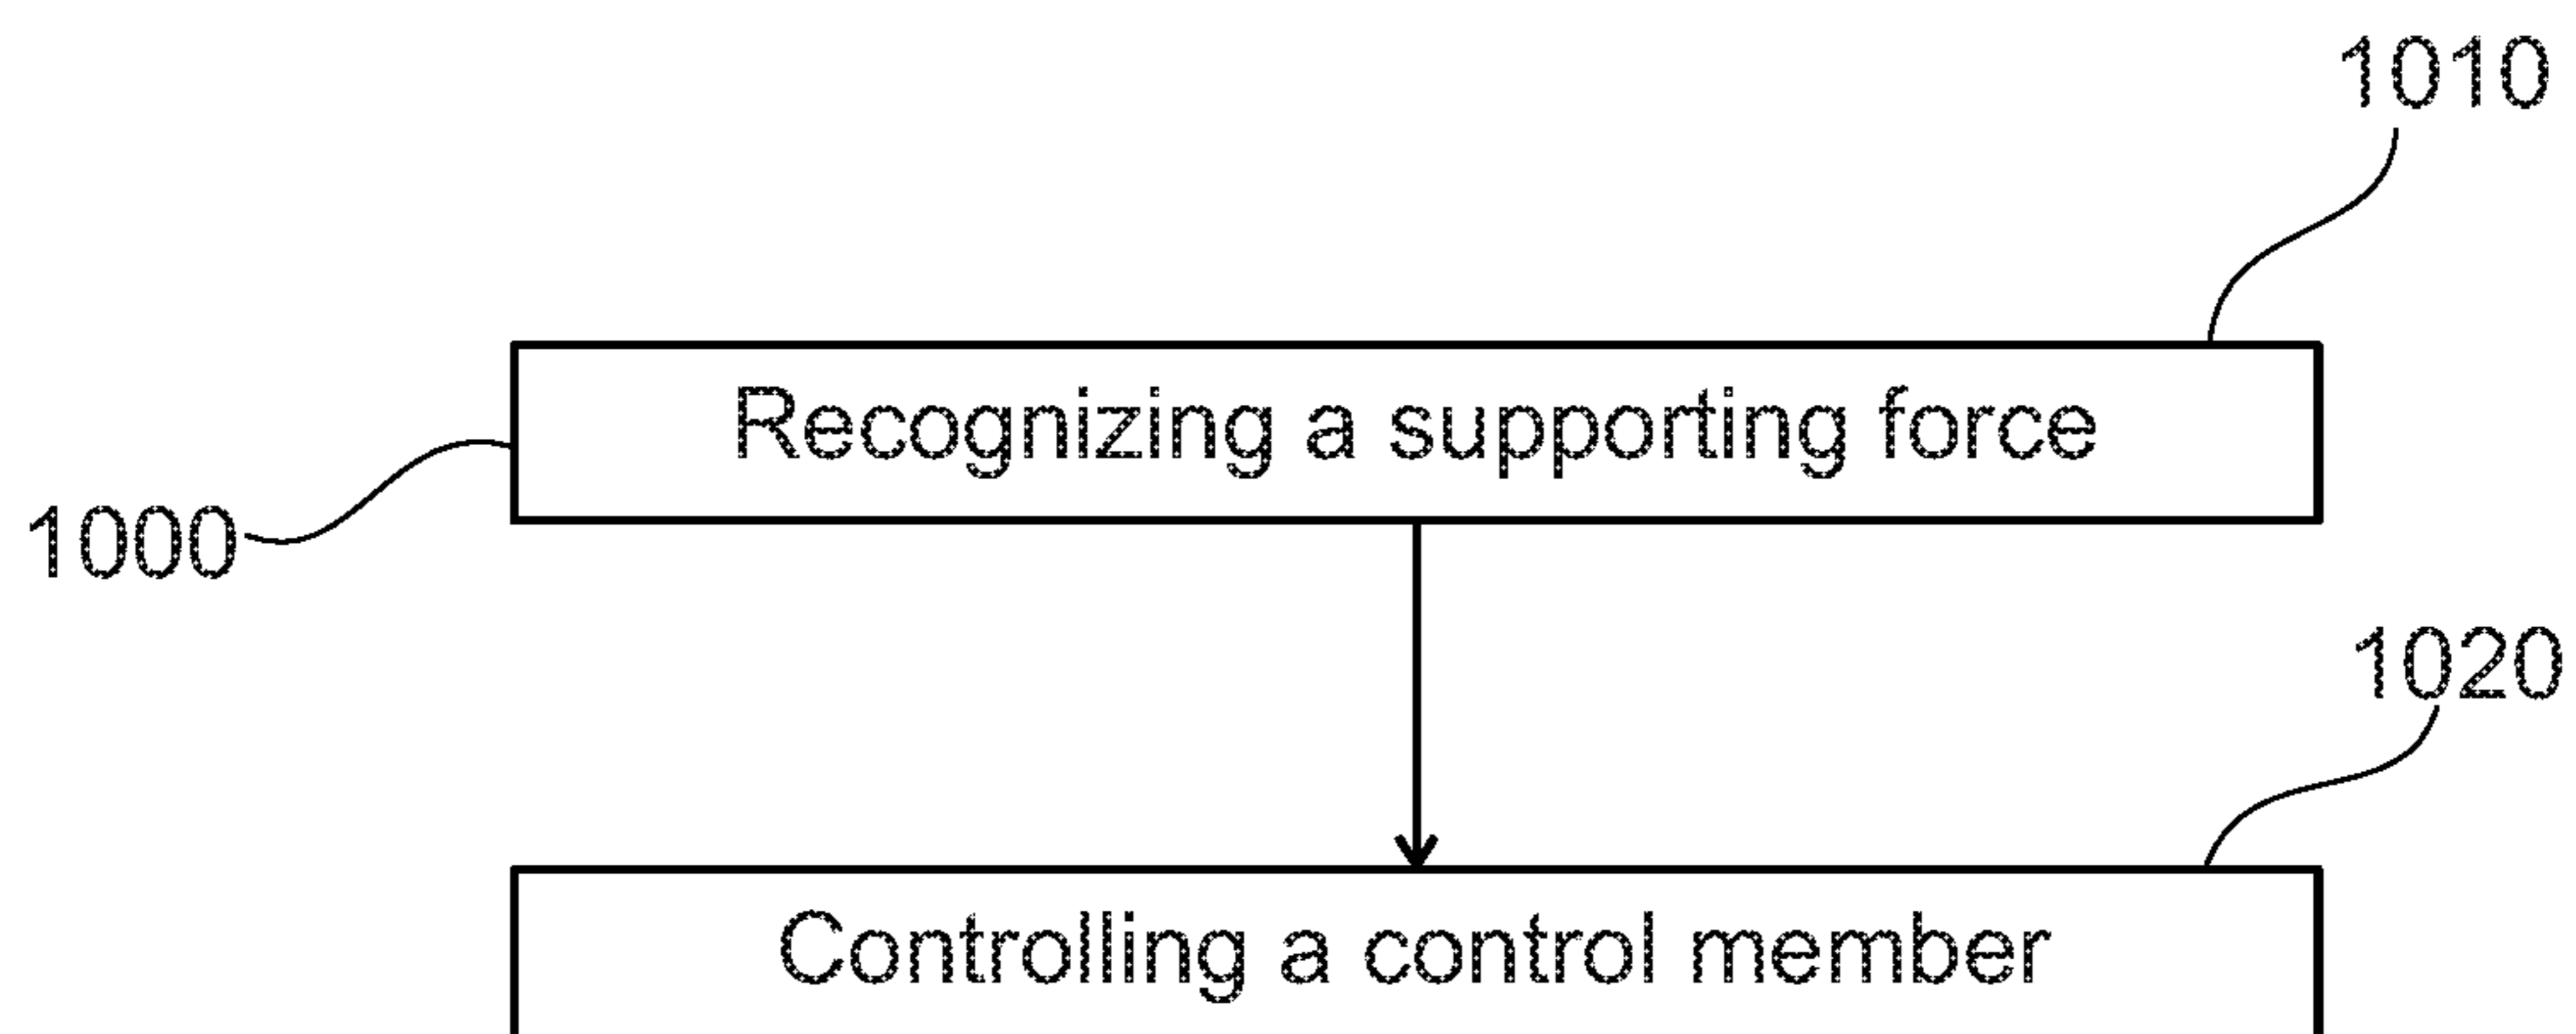 1010
Recognizing a supporting force
1000
1020
Controlling a control member